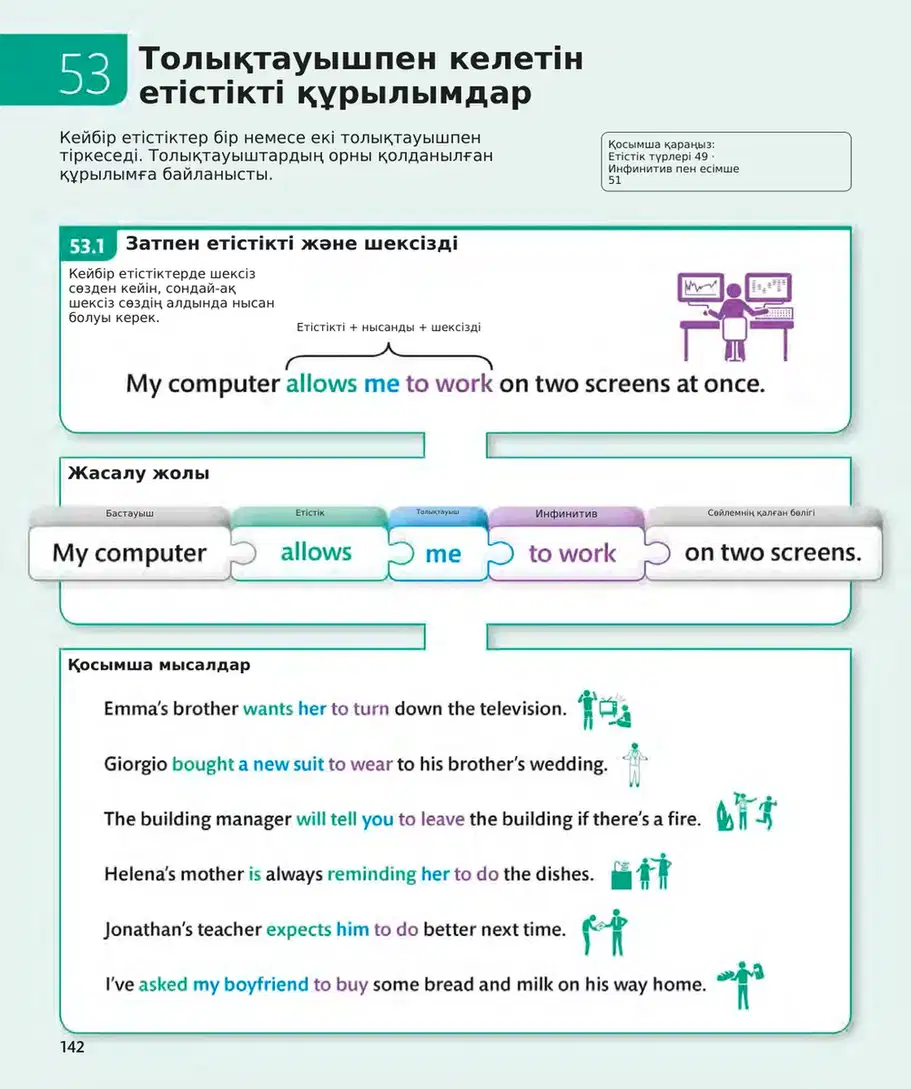 53
Толықтауышпен келетін
етістікті құрылымдар
Кейбір етістіктер бір немесе екі толықтауышпен
тіркеседі. Толықтауыштардың орны қолданылған
құрылымға байланысты.
Қосымша қараңыз:
Етістік түрлері 49 ·
Инфинитив пен есімше
51
53.1 Затпен етістікті және шексізді
Кейбір етістіктерде шексіз
сөзден кейін, сондай-ақ
шексіз сөздің алдында нысан
болуы керек.
Етістікті + нысанды + шексізді
My computer allows me to work on two screens at once.
Жасалу жолы
Бастауыш Етістік Толықтауыш Инфинитив Сөйлемнің қалған бөлігі
My computer allows me to work on two screens.
Қосымша мысалдар
Emma’s brother wants her to turn down the television.
Giorgio bought a new suit to wear to his brother’s wedding.
The building manager will tell you to leave the building if there’s a fire.
Helena’s mother is always reminding her to do the dishes.
Jonathan’s teacher expects him to do better next time.
I’ve asked my boyfriend to buy some bread and milk on his way home.
142